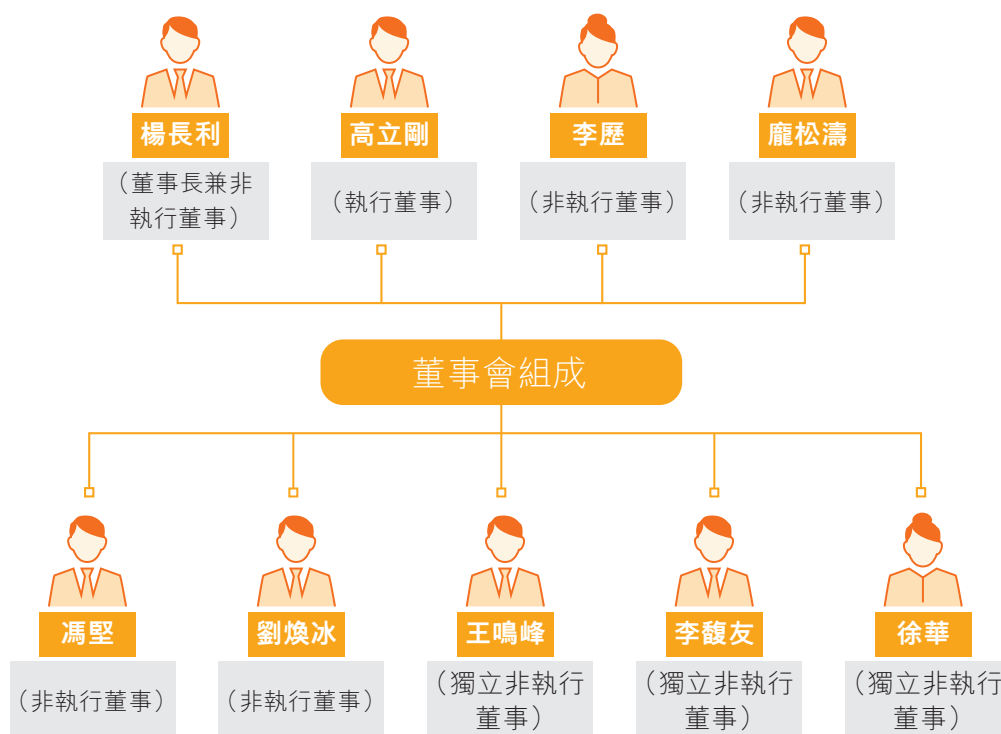 楊長利
高立剛
李歷
龐松濤
（董事長兼非
執行董事）
（執行董事）
（非執行董事）
（非執行董事）
董事會組成
馮堅
劉煥冰
王鳴峰
李馥友
徐華
（非執行董事）
（非執行董事）
（獨立非執行
董事）
（獨立非執行
董事）
（獨立非執行
董事）